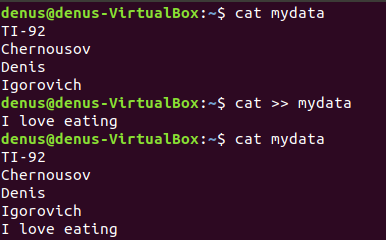 denus@denus-VirtualBox:~$ cat mydata
TI-92
Chernousov
Denis
Igorovich
denus@denus-VirtualBox:~$ cat >> mydata
I love eating
denus@denus-VirtualBox:~$ cat mydata
TI-92
Chernousov
Denis
Igorovich
I love eating